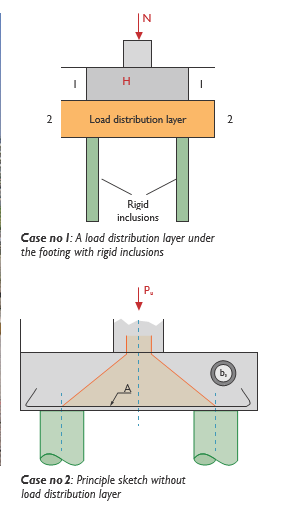 N
H
1 1
2 Load distribution layer 2
Rigid
inclusions
Case no 1: A load distribution layer under
the footing with rigid inclusions
Pu
A
bs
Case no 2: Principle sketch without
load distribution layer